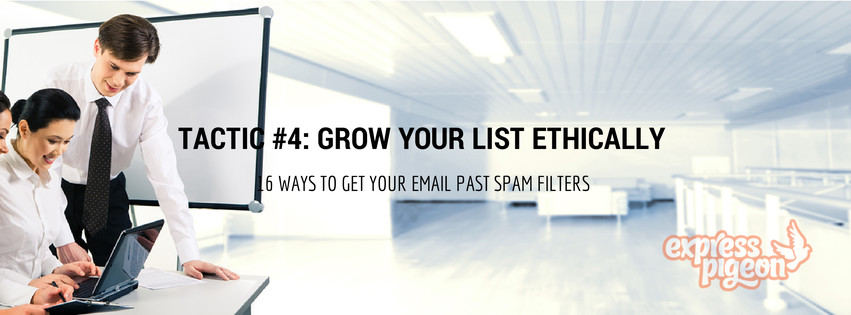 TACTIC #4: GROW YOUR LIST ETHICALLY
16 WAYS TO GET YOUR EMAIL PAST SPAM FILTERS
express
pigeon